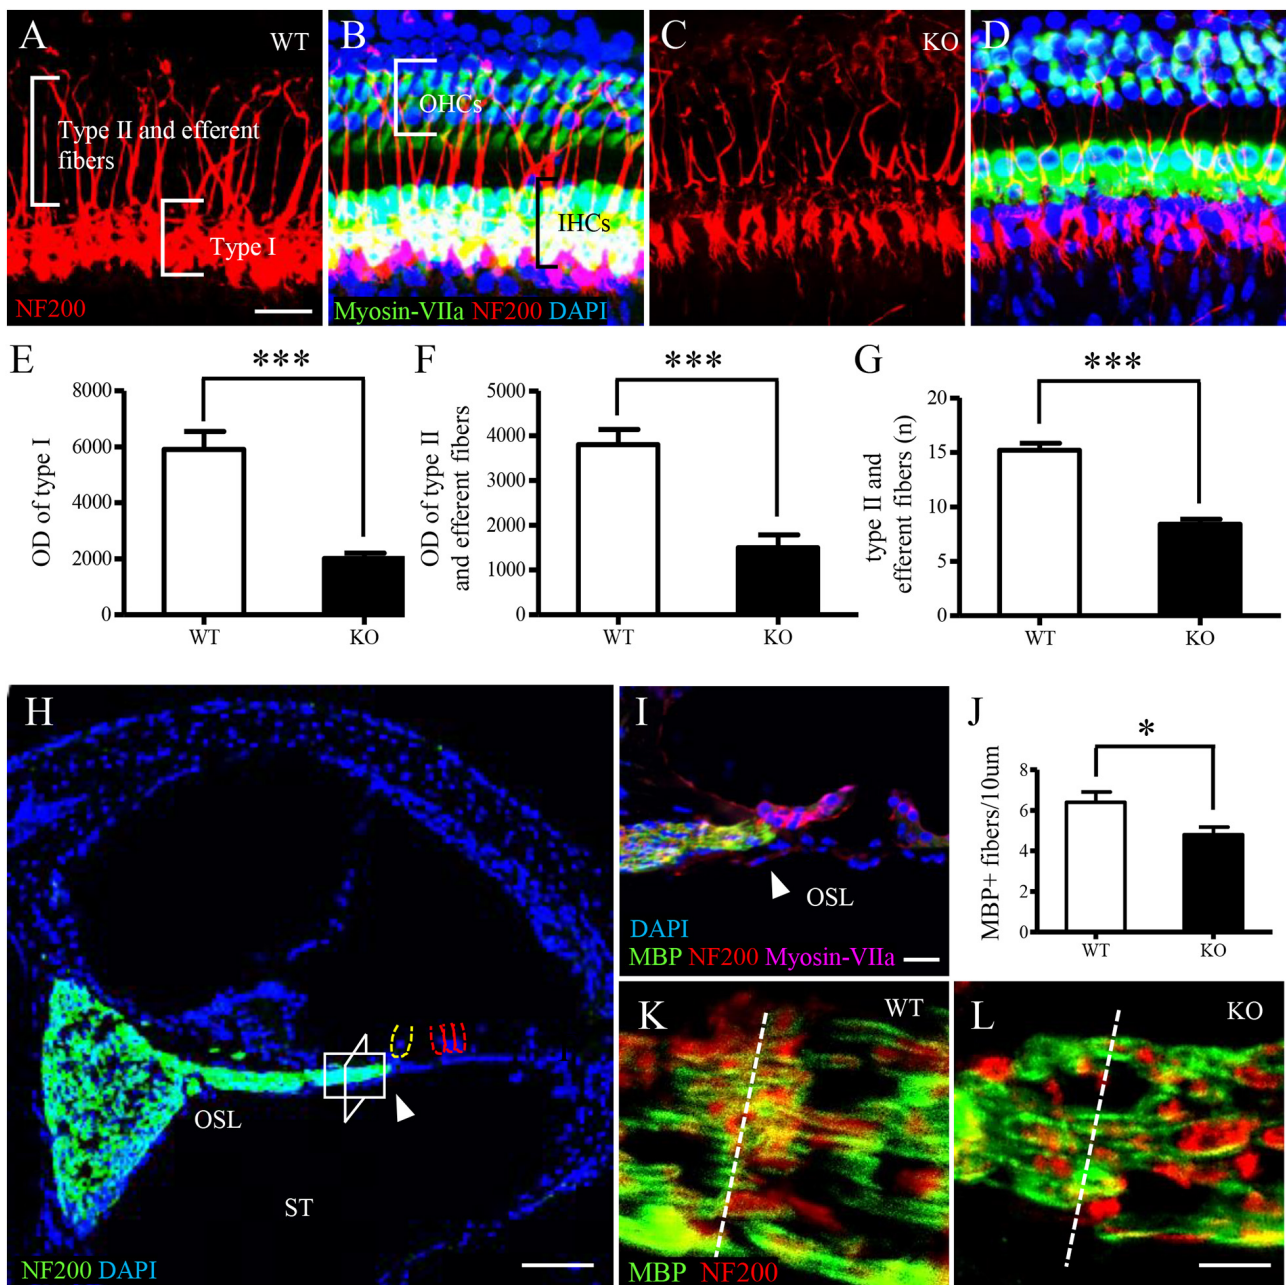 A
WT
Type II and efferent
fibers
Type I
NF200
B
OHCs
IHCs
Myosin-VIIa NF200 DAPI
C
KO
D
E
***
OD of type I
8000
6000
4000
2000
0
WT
KO
F
***
OD of type II
and efferent fibers
5000
4000
3000
2000
1000
0
WT
KO
G
***
type II and
efferent fibers (n)
20
15
10
5
0
WT
KO
H
OSL
ST
NF200 DAPI
I
OSL
DAPI
MBP NF200 Myosin-VIIa
J
*
MBP+ fibers/10um
8
6
4
2
0
WT
KO
K
WT
MBP NF200
L
KO